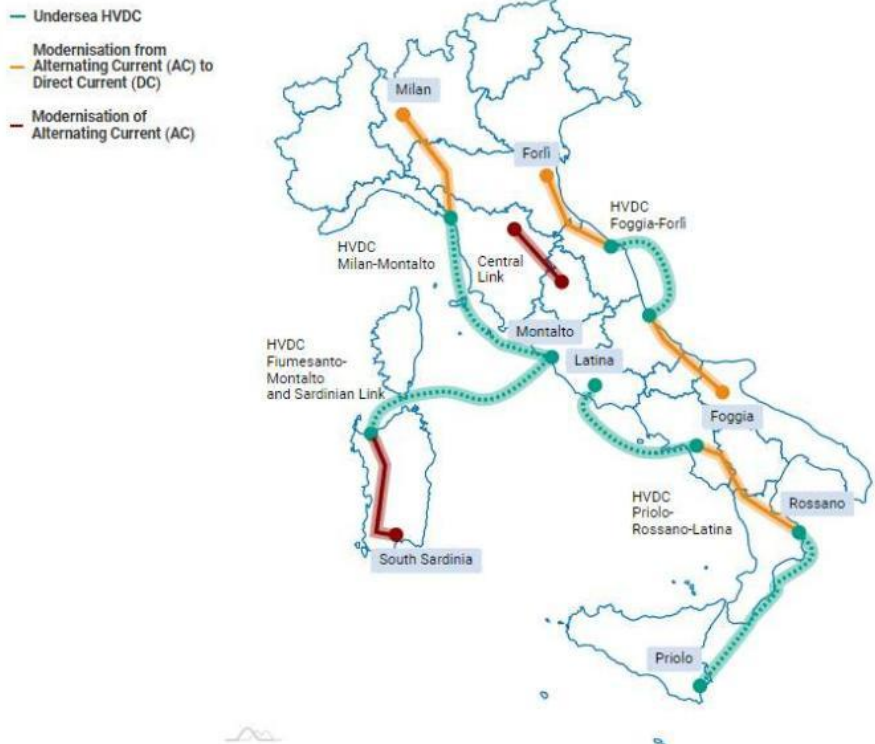 Undersea HVDC
Modernisation from
Alternating Current (AC) to
Direct Current (DC)
Modernisation of
Alternating Current (AC)
Milan
Forlì
HVDC
Foggia-Forlì
HVDC
Milan-Montalto
Central
Link
Montalto
Latina
HVDC
Fiumesanto-
Montalto
and Sardinian Link
Foggia
HVDC
Priolo-
Rossano-Latina
Rossano
South Sardinia
Priolo